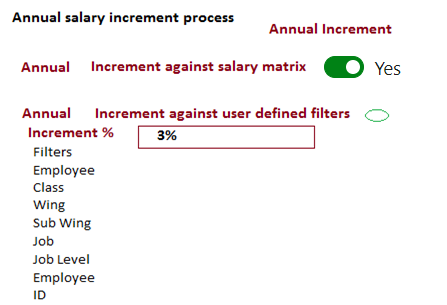 Annual salary increment process
Annual Increment
Annual Increment against salary matrix Yes
Annual Increment against user defined filters
Increment % 3%
Filters
Employee
Class
Wing
Sub Wing
Job
Job Level
Employee
ID